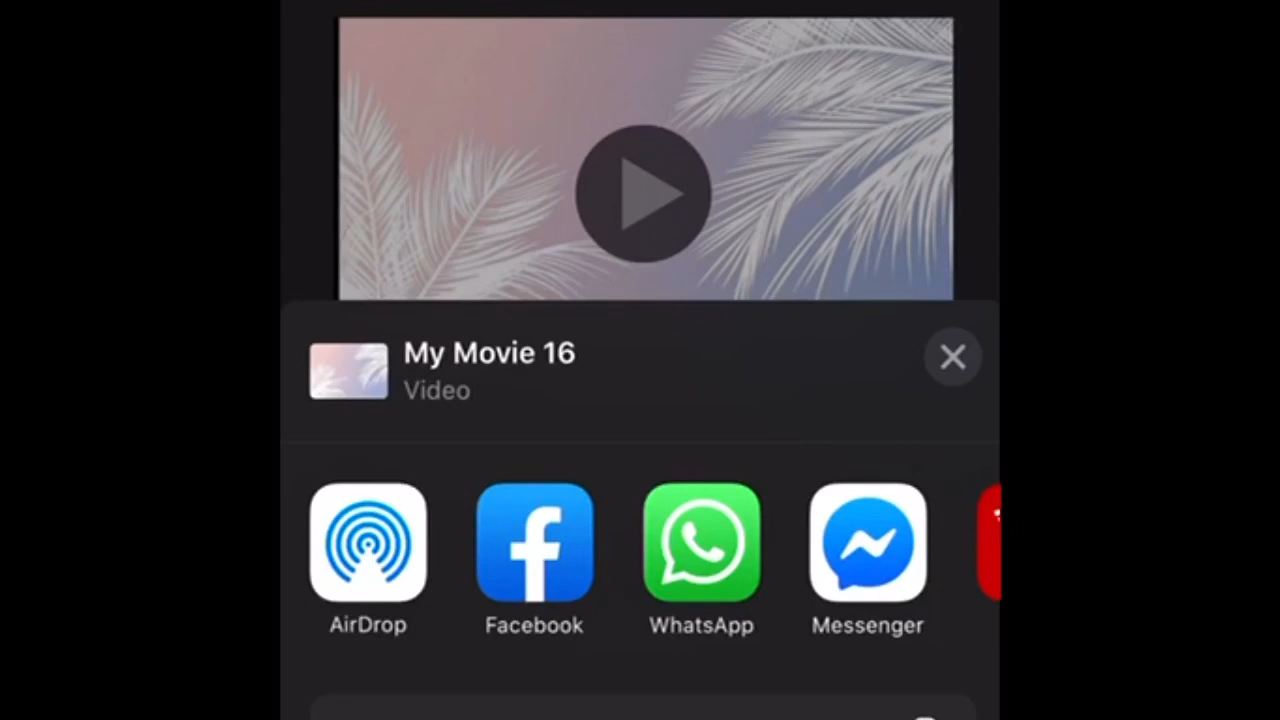 My Movie 16
Video
AirDrop
Facebook
WhatsApp
Messenger